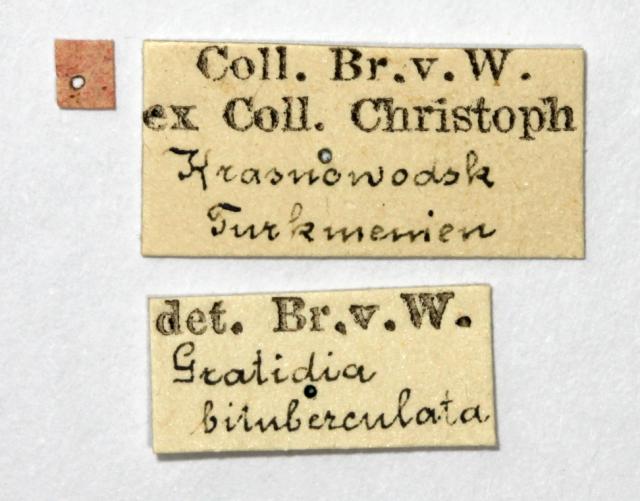 Coll. Br.v.W.
ex Coll. Christoph
Krasnowodsk
Turkmenien
det. Br.v.W.
Gratidia
bituberculata